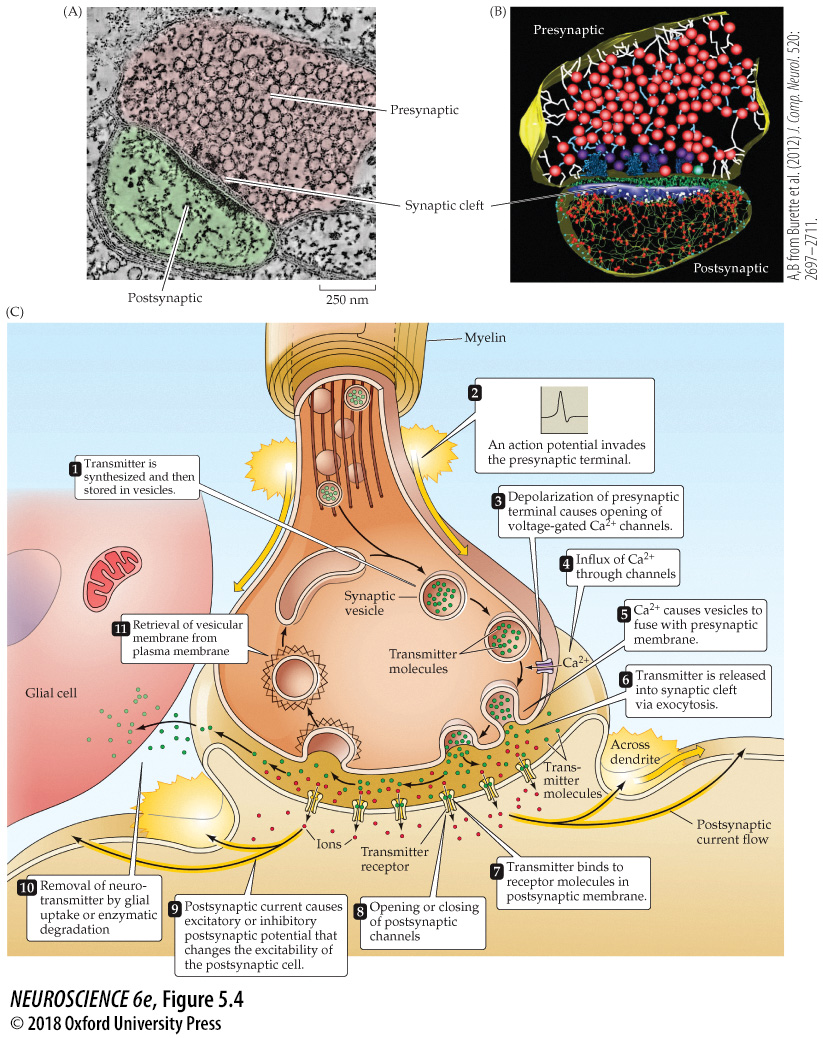 (A)
Presynaptic
Synaptic cleft
Postsynaptic
250 nm
(B)
Presynaptic
Postsynaptic
A,B from Burette et al. (2012) J. Comp. Neurol. 520:
2697–2711.
(C)
Myelin
1 Transmitter is
synthesized and then
stored in vesicles.
2
An action potential invades
the presynaptic terminal.
3 Depolarization of presynaptic
terminal causes opening of
voltage-gated Ca2+ channels.
4 Influx of Ca2+
through channels
Synaptic
vesicle
5 Ca2+ causes vesicles to
fuse with presynaptic
membrane.
11 Retrieval of vesicular
membrane from
plasma membrane
Transmitter
molecules
Ca2+
6 Transmitter is released
into synaptic cleft
via exocytosis.
Glial cell
Across
dendrite
Trans-
mitter
molecules
Ions
Transmitter
receptor
Postsynaptic
current flow
7 Transmitter binds to
receptor molecules in
postsynaptic membrane.
10 Removal of neuro-
transmitter by glial
uptake or enzymatic
degradation
9 Postsynaptic current causes
excitatory or inhibitory
postsynaptic potential that
changes the excitability of
the postsynaptic cell.
8 Opening or closing
of postsynaptic
channels
NEUROSCIENCE 6e, Figure 5.4
© 2018 Oxford University Press